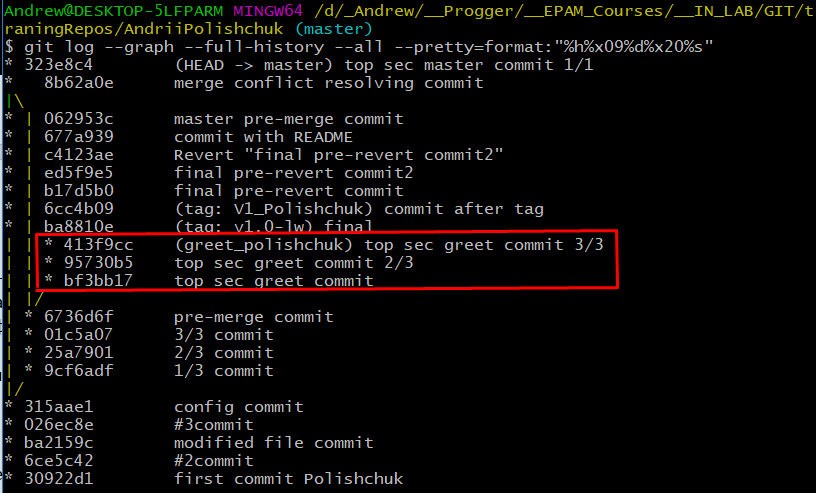 Andrew@DESKTOP-5LFPARM MINGW64 /d/_Andrew/__Progger/__EPAM_Courses/__IN_LAB/GIT/t
raningRepos/AndriiPolishchuk (master)
$ git log --graph --full-history --all --pretty=format:"%h%x09%d%x20%s"
* 323e8c4        (HEAD -> master) top sec master commit 1/1
*   8b62a0e      merge conflict resolving commit
|\
* | 062953c      master pre-merge commit
* | 677a939      commit with README
* | c4123ae      Revert "final pre-revert commit2"
* | ed5f9e5      final pre-revert commit2
* | b17d5b0      final pre-revert commit
* | 6cc4b09      (tag: V1_Polishchuk) commit after tag
* | ba8810e      (tag: v1.0-lw) final
| | * 413f9cc    (greet_polishchuk) top sec greet commit 3/3
| | * 95730b5    top sec greet commit 2/3
| | * bf3bb17    top sec greet commit
| |/
| * 6736d6f      pre-merge commit
| * 01c5a07      3/3 commit
| * 25a7901      2/3 commit
| * 9cf6adf      1/3 commit
|/
* 315aae1        config commit
* 026ec8e        #3commit
* ba2159c        modified file commit
* 6ce5c42        #2commit
* 30922d1        first commit Polishchuk